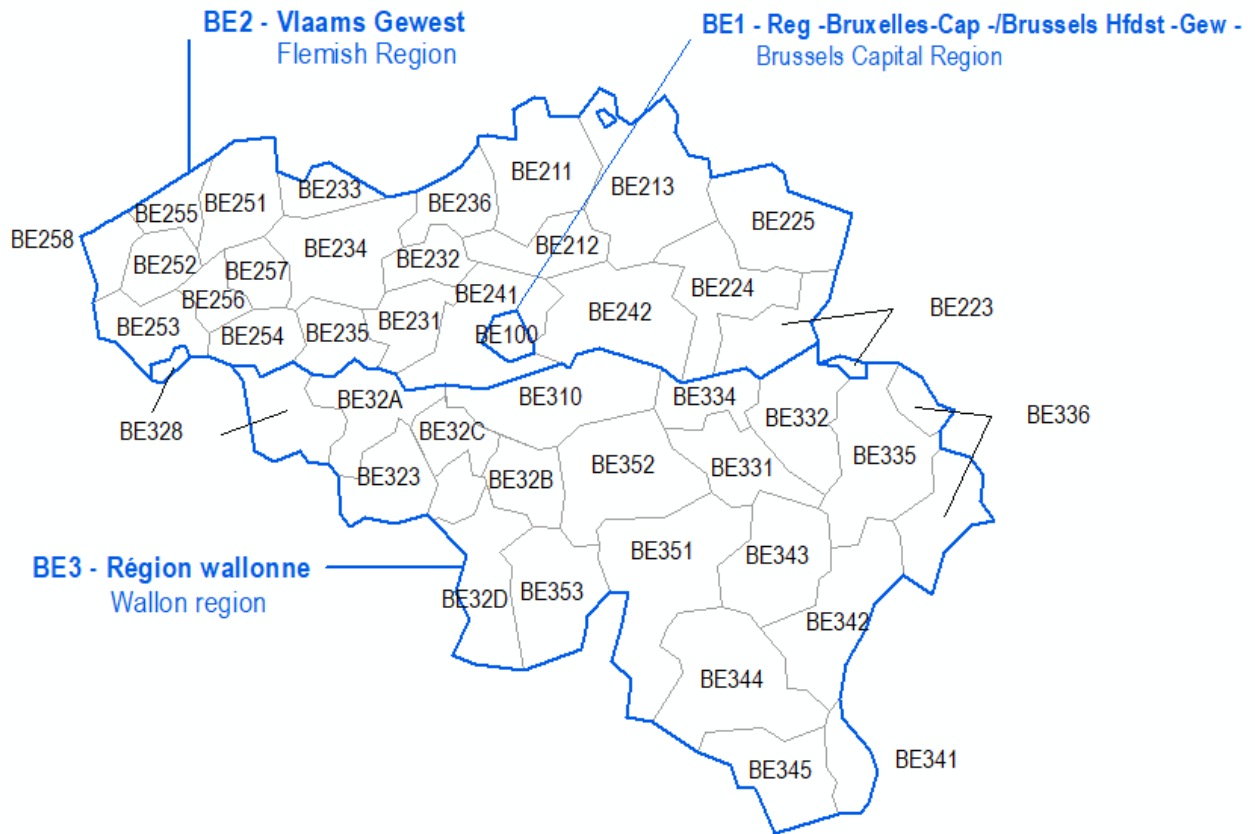 BE2 - Vlaams Gewest
Flemish Region
BE1 - Reg -Bruxelles-Cap -/Brussels Hfdst -Gew -
Brussels Capital Region
BE211
BE213
BE233
BE236
BE251
BE255
BE225
BE258
BE234
BE212
BE232
BE252
BE257
BE224
BE241
BE256
BE223
BE242
BE253
BE254
BE235
BE231
BE100
BE32A
BE310
BE334
BE328
BE32C
BE332
BE336
BE335
BE323
BE32B
BE352
BE331
BE351
BE343
BE3 - Région wallonne
Wallon region
BE32D
BE353
BE342
BE344
BE341
BE345